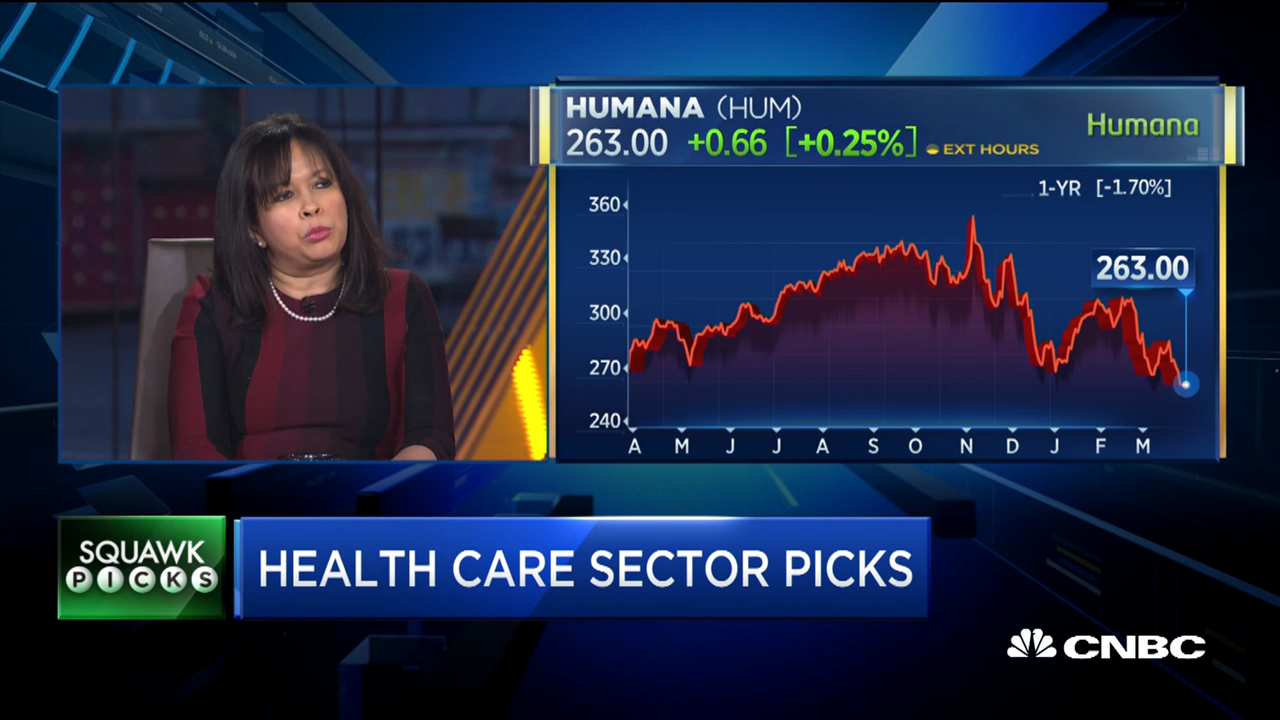 HUMANA (HUM)
263.00 +0.66 [+0.25%] EXT HOURS
Humana
1-YR [-1.70%]
360
330
300
270
240
263.00
A M J J A S O N D J F M
SQUAWK
PICKS
HEALTH CARE SECTOR PICKS
CNBC